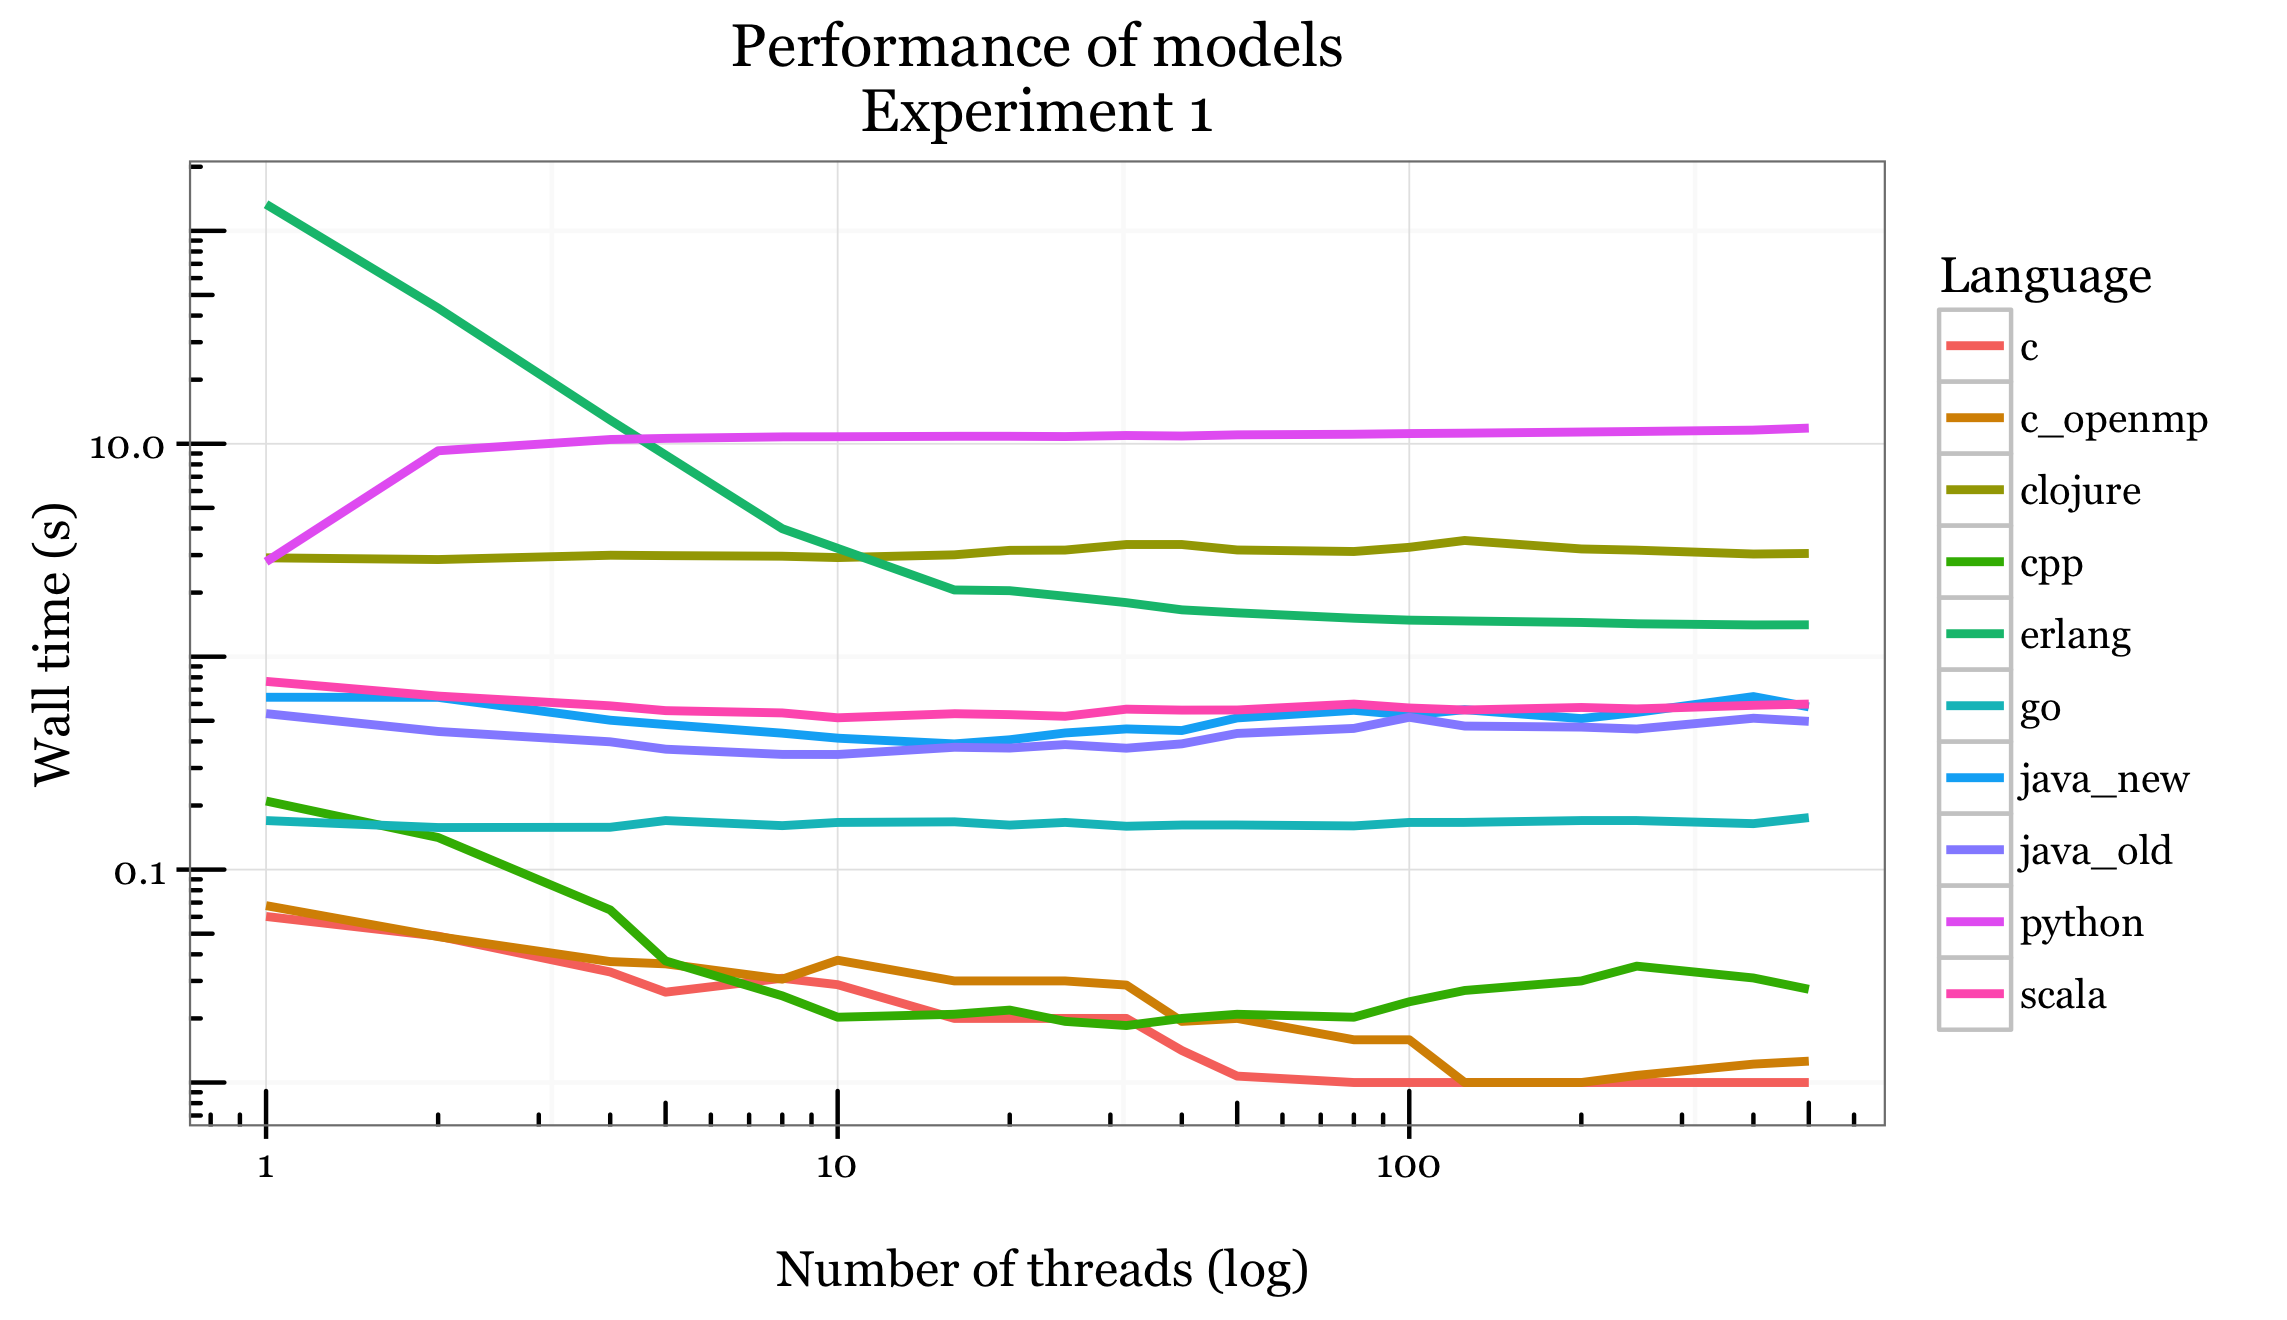 Performance of models
Experiment 1
Wall time (s)
10.0
0.1
1
10
100
Number of threads (log)
Language
c
c_openmp
clojure
cpp
erlang
go
java_new
java_old
python
scala